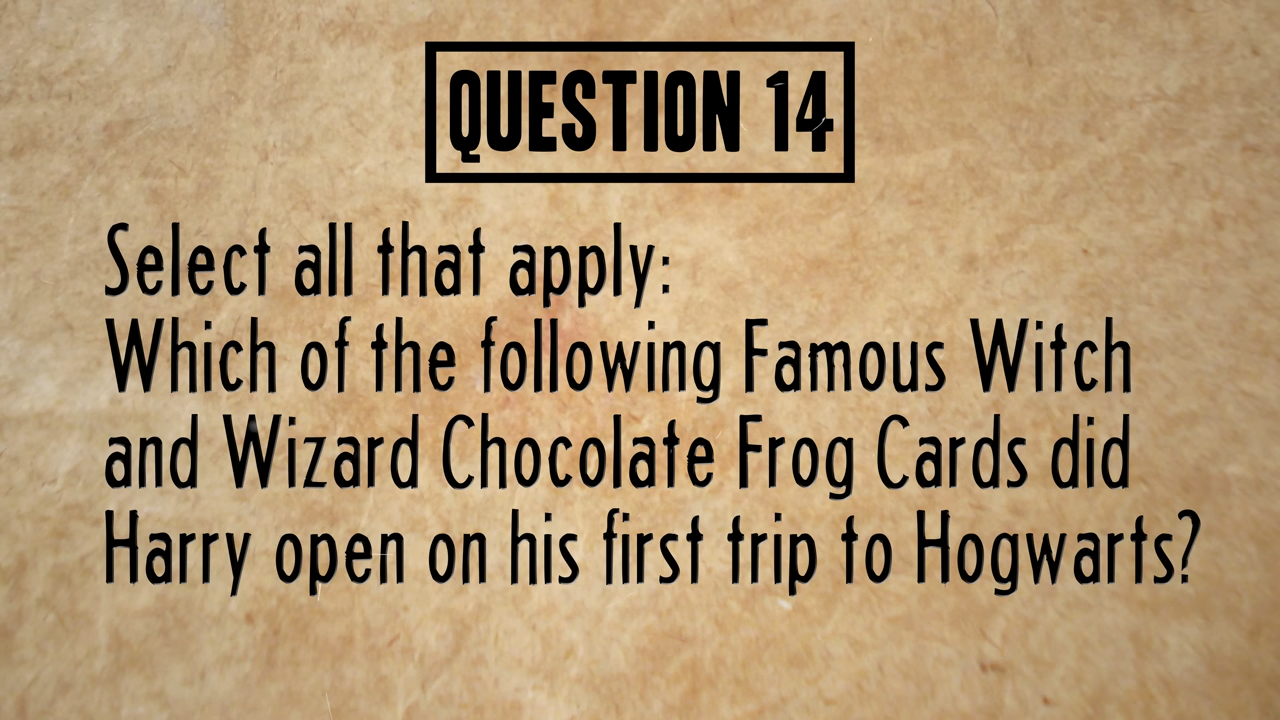 QUESTION 14
Select all that apply:
Which of the following Famous Witch
and Wizard Chocolate Frog Cards did
Harry open on his first trip to Hogwarts?